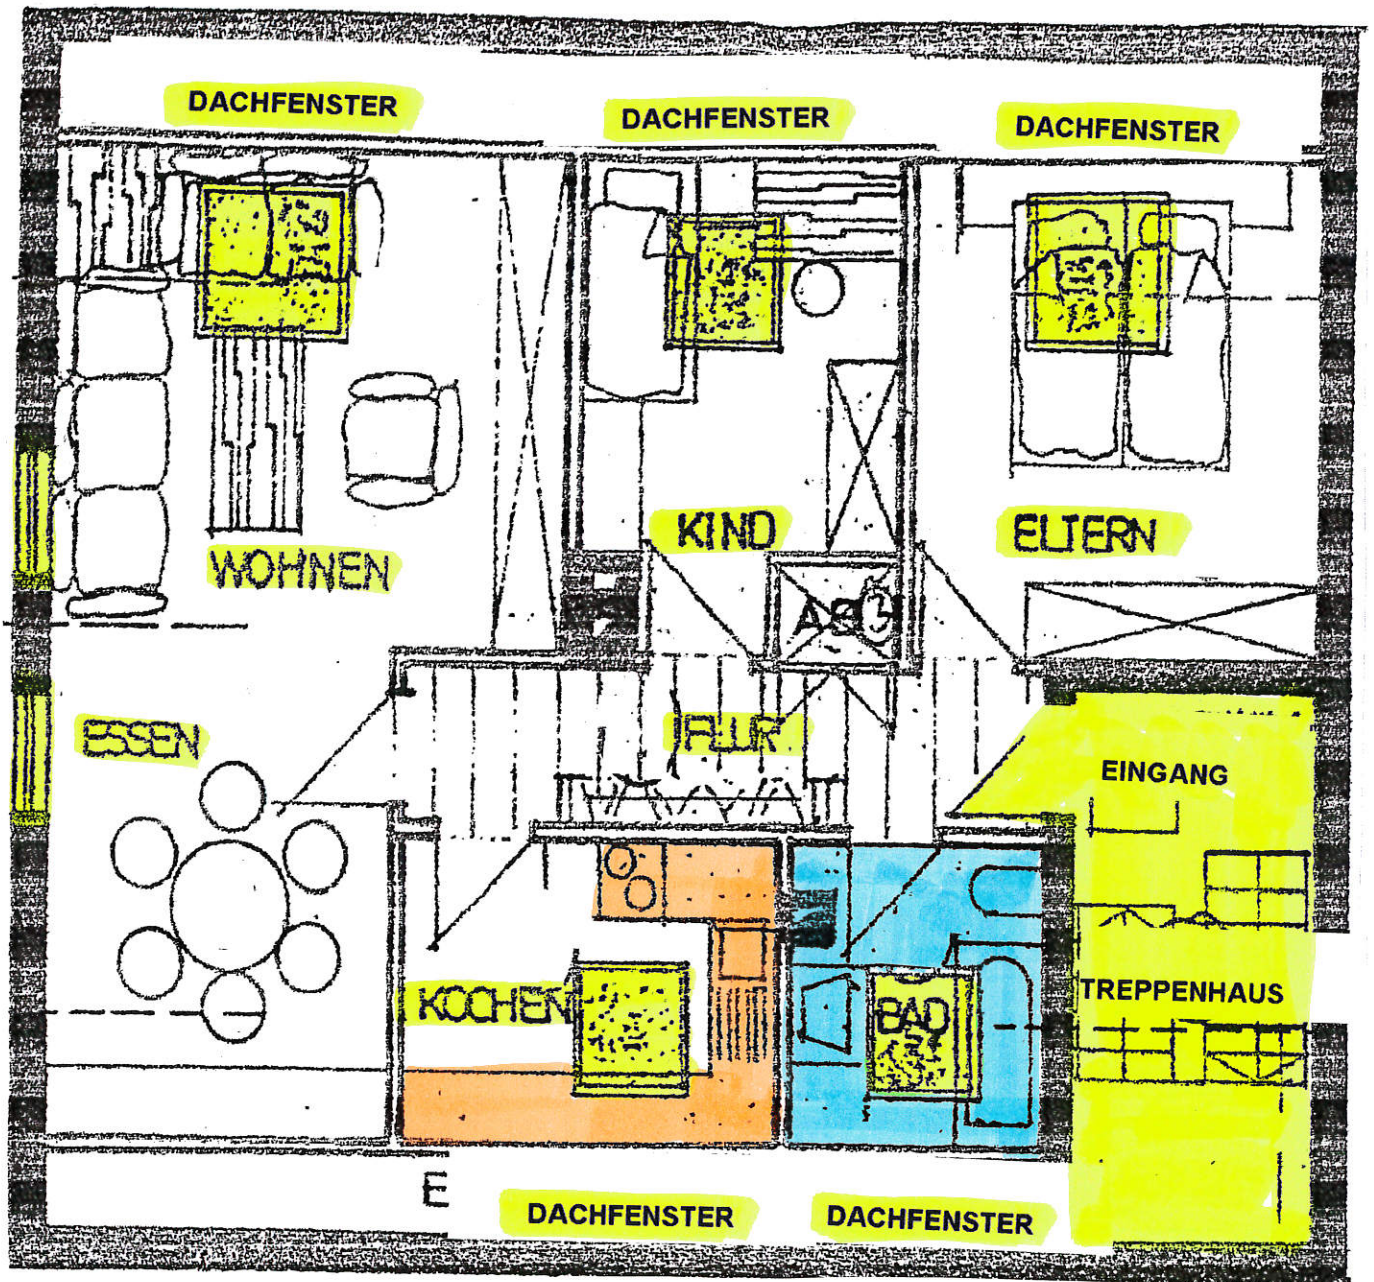 DACHFENSTER
DACHFENSTER
DACHFENSTER
KIND
ELTERN
WOHNEN
ESSEN
FLUR
EINGANG
KOCHEN
BAD
TREPPENHAUS
E
DACHFENSTER
DACHFENSTER